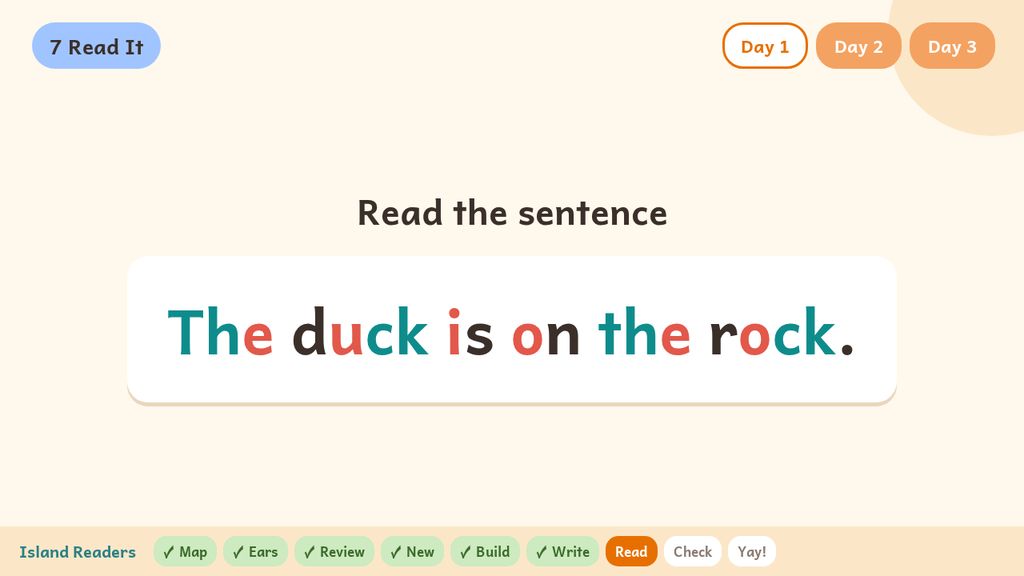 7 Read It
Day 1 Day 2 Day 3
Read the sentence
The duck is on the rock.
Island Readers ✓ Map ✓ Ears ✓ Review ✓ New ✓ Build ✓ Write Read Check Yay!